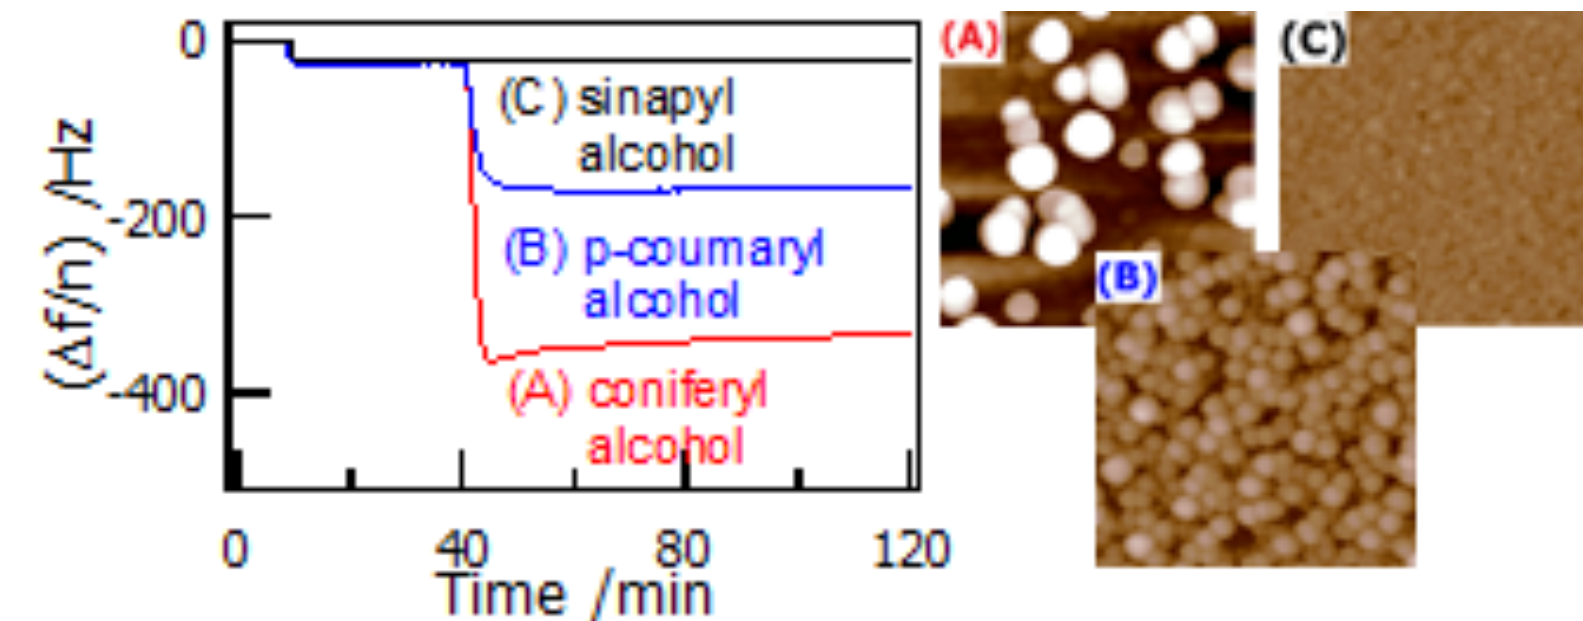 0
-200
-400
(Δf/n) /Hz
(C) sinapyl
alcohol
(B) p-coumaryl
alcohol
(A) coniferyl
alcohol
0 40 80 120
Time /min
(A)
(C)
(B)